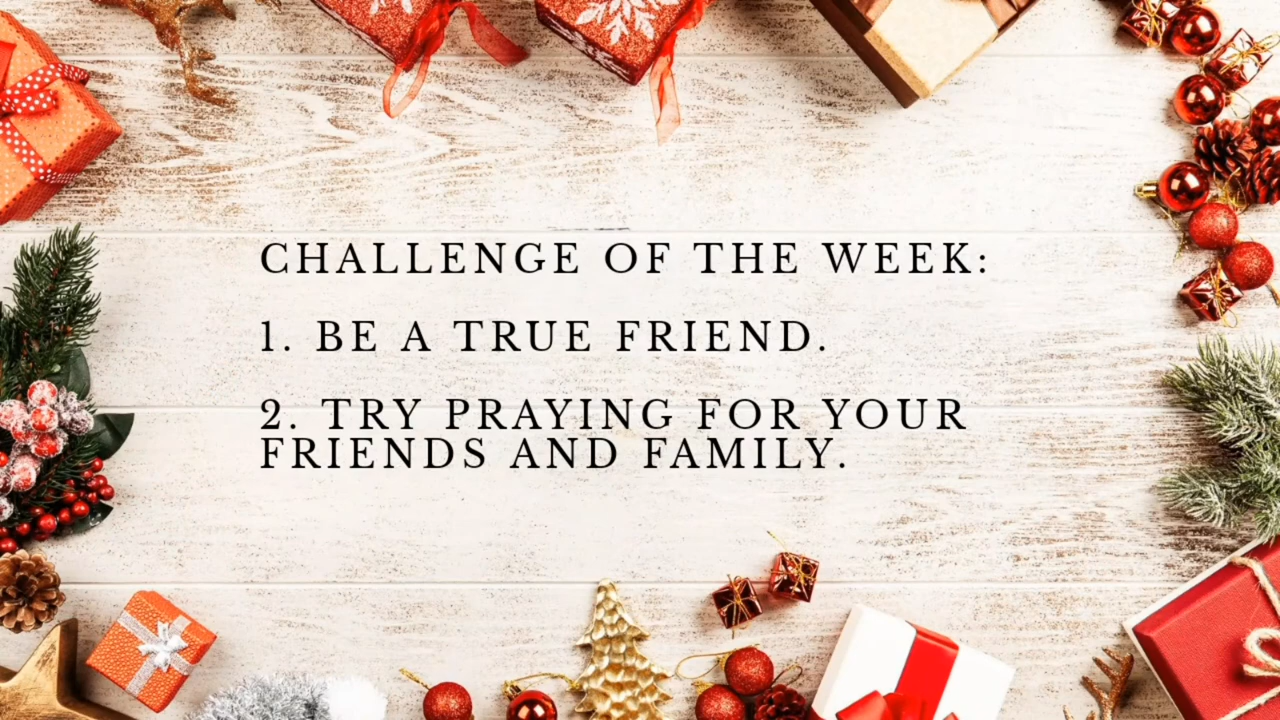 CHALLENGE OF THE WEEK:
1. BE A TRUE FRIEND.
2. TRY PRAYING FOR YOUR
FRIENDS AND FAMILY.